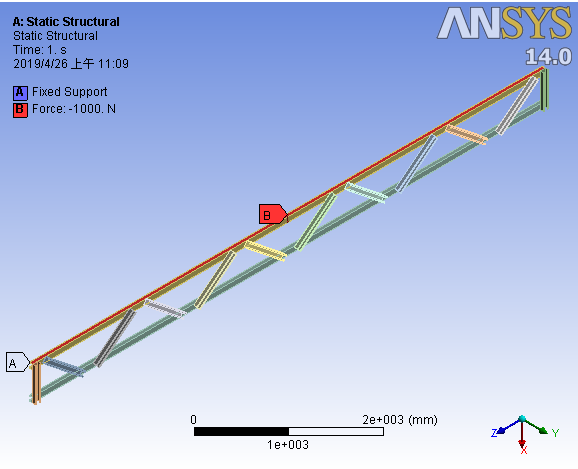 A: Static Structural
Static Structural
Time: 1. s
2019/4/26 上午 11:09
A Fixed Support
B Force: -1000. N
ANSYS
14.0
B
A
0 2e+003 (mm)
1e+003
Z Y
X